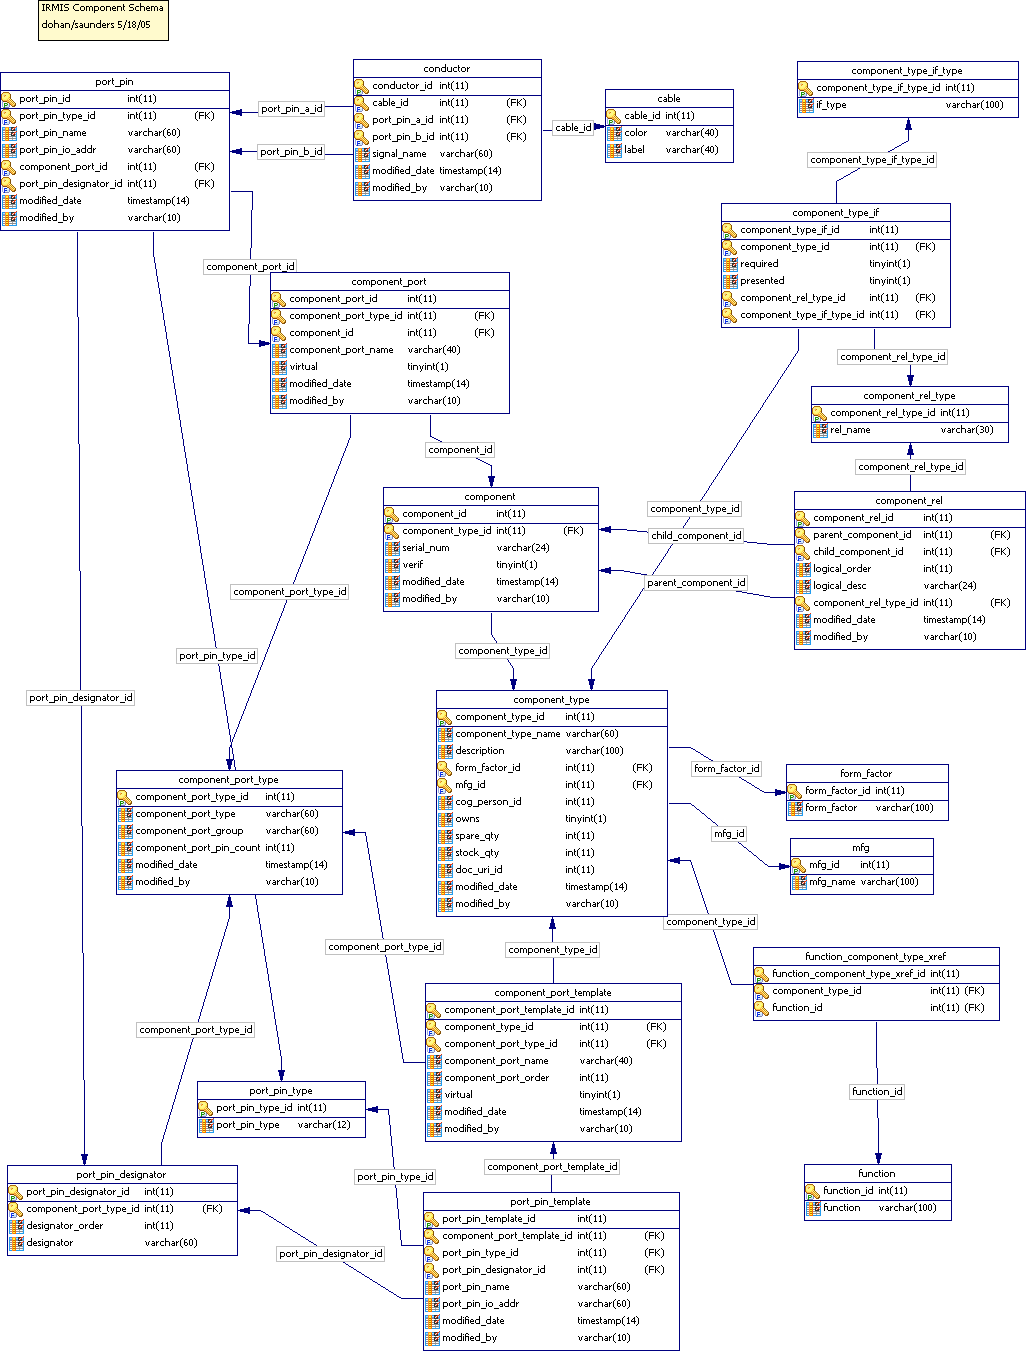 IRMIS Component Schema
dohan/saunders 5/18/05
port_pin
port_pin_id int(11)
port_pin_type_id int(11) (FK)
port_pin_name varchar(60)
port_pin_io_addr varchar(60)
component_port_id int(11) (FK)
port_pin_designator_id int(11) (FK)
modified_date timestamp(14)
modified_by varchar(10)
port_pin_a_id
port_pin_b_id
conductor
conductor_id int(11)
cable_id int(11) (FK)
port_pin_a_id int(11) (FK)
port_pin_b_id int(11) (FK)
signal_name varchar(60)
modified_date timestamp(14)
modified_by varchar(10)
cable_id
cable
cable_id int(11)
color varchar(40)
label varchar(40)
component_type_if_type
component_type_if_type_id int(11)
if_type varchar(100)
component_type_if_type_id
component_type_if
component_type_if_id int(11)
component_type_id int(11) (FK)
required tinyint(1)
presented tinyint(1)
component_rel_type_id int(11) (FK)
component_type_if_type_id int(11) (FK)
component_port_id
component_port
component_port_id int(11)
component_port_type_id int(11) (FK)
component_id int(11) (FK)
component_port_name varchar(40)
virtual tinyint(1)
modified_date timestamp(14)
modified_by varchar(10)
component_rel_type_id
component_rel_type
component_rel_type_id int(11)
rel_name varchar(30)
component_id
component_rel_type_id
component
component_id int(11)
component_type_id int(11) (FK)
serial_num varchar(24)
verif tinyint(1)
modified_date timestamp(14)
modified_by varchar(10)
component_type_id
child_component_id
parent_component_id
component_rel
component_rel_id int(11)
parent_component_id int(11) (FK)
child_component_id int(11) (FK)
logical_order int(11)
logical_desc varchar(24)
component_rel_type_id int(11) (FK)
modified_date timestamp(14)
modified_by varchar(10)
component_port_type_id
port_pin_type_id
component_type_id
port_pin_designator_id
component_type
component_type_id int(11)
component_type_name varchar(60)
description varchar(100)
form_factor_id int(11) (FK)
mfg_id int(11) (FK)
cog_person_id int(11)
owns tinyint(1)
spare_qty int(11)
stock_qty int(11)
doc_uri_id int(11)
modified_date timestamp(14)
modified_by varchar(10)
form_factor_id
form_factor
form_factor_id int(11)
form_factor varchar(100)
mfg_id
mfg
mfg_id int(11)
mfg_name varchar(100)
component_port_type
component_port_type_id int(11)
component_port_type varchar(60)
component_port_group varchar(60)
component_port_pin_count int(11)
modified_date timestamp(14)
modified_by varchar(10)
component_type_id
component_port_type_id
component_type_id
function_component_type_xref
function_component_type_xref_id int(11)
component_type_id int(11) (FK)
function_id int(11) (FK)
component_port_template
component_port_template_id int(11)
component_type_id int(11) (FK)
component_port_type_id int(11) (FK)
component_port_name varchar(40)
component_port_order int(11)
virtual tinyint(1)
modified_date timestamp(14)
modified_by varchar(10)
component_port_type_id
port_pin_type
port_pin_type_id int(11)
port_pin_type varchar(12)
function_id
function
function_id int(11)
function varchar(100)
component_port_template_id
port_pin_type_id
port_pin_designator
port_pin_designator_id int(11)
component_port_type_id int(11) (FK)
designator_order int(11)
designator varchar(60)
port_pin_designator_id
port_pin_template
port_pin_template_id int(11)
component_port_template_id int(11) (FK)
port_pin_type_id int(11) (FK)
port_pin_designator_id int(11) (FK)
port_pin_name varchar(60)
port_pin_io_addr varchar(60)
modified_date timestamp(14)
modified_by varchar(10)